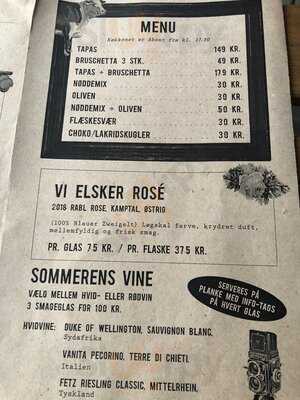 MENU
Køkkenet er åbent fra kl. 17.30
TAPAS 149 KR.
BRUSCHETTA 3 STK. 49 KR.
TAPAS + BRUSCHETTA 179 KR.
NØDDEMIX 30 KR.
OLIVEN 30 KR.
NØDDEMIX + OLIVEN 50 KR.
FLÆSKESVÆR 30 KR.
CHOKO/LAKRIDSKUGLER 30 KR.
VI ELSKER ROSÉ
2016 RABL ROSE, KAMPTAL, ØSTRIG
(100% Blauer Zweigelt) Løgskal farve, krydret duft,
mellemfyldig og frisk smag.
PR. GLAS 75 KR. / PR. FLASKE 375 KR.
SOMMERENS VINE
VÆLG MELLEM HVID- ELLER RØDVIN
3 SMAGEGLAS FOR 100 KR.
SERVERES PÅ
PLANKE MED INFO-TAGS
PÅ HVERT GLAS
HVIDVINE: DUKE OF WELLINGTON, SAUVIGNON BLANC,
Sydafrika
VANITA PECORINO, TERRE DI CHIETI,
Italien
FETZ RIESLING CLASSIC, MITTELRHEIN,
Tyskland